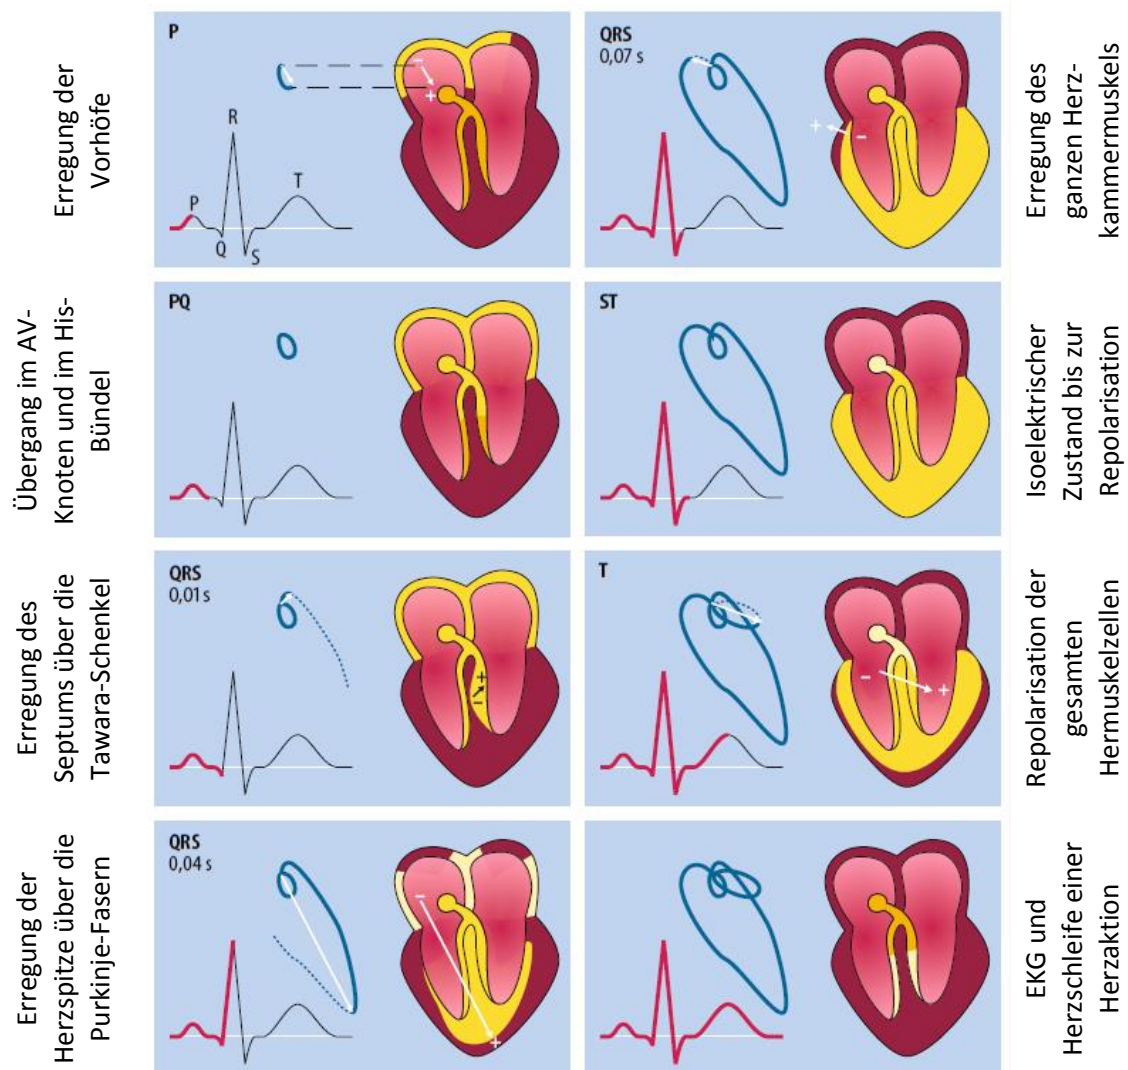 Erregung der
Vorhöfe
P
R
P
T
Q
S
-
+
QRS
0,07 s
+
-
Erregung des
ganzen Herz-
kammermuskels
Übergang im AV-
Knoten und im His-
Bündel
PQ
ST
Isoelektrischer
Zustand bis zur
Repolarisation
Erregung des
Septums über die
Tawara-Schenkel
QRS
0,01 s
+
-
T
-
+
Repolarisation der
gesamten
Hermuskelzellen
Erregung der
Herzspitze über die
Purkinje-Fasern
QRS
0,04 s
-
+
EKG und
Herzschleife einer
Herzaktion